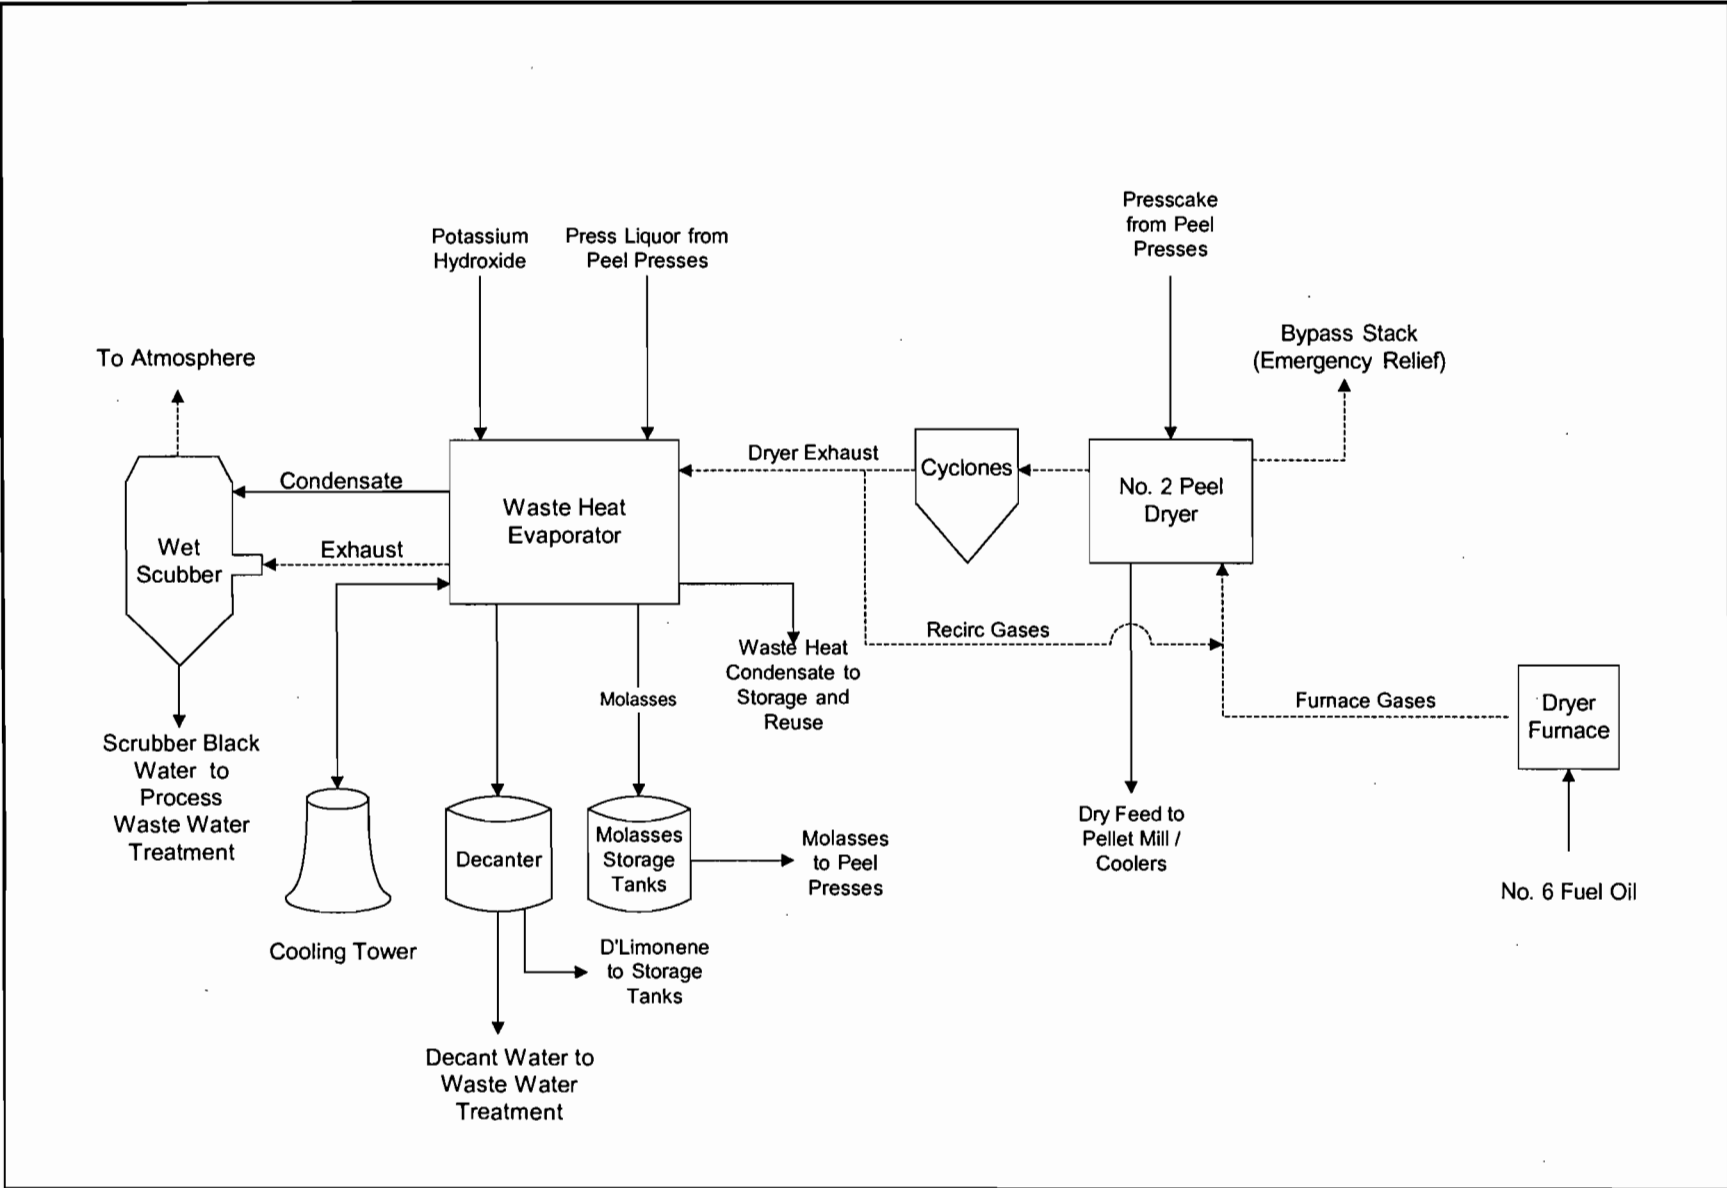 Presscake
from Peel
Presses
Potassium
Hydroxide
Press Liquor from
Peel Presses
Bypass Stack
(Emergency Relief)
To Atmosphere
Dryer Exhaust
Cyclones
No. 2 Peel
Dryer
Condensate
Waste Heat
Evaporator
Exhaust
Wet
Scubber
Recirc Gases
Waste Heat
Condensate to
Storage and
Reuse
Molasses
Furnace Gases
Dryer
Furnace
Scrubber Black
Water to
Process
Waste Water
Treatment
Decanter
Molasses
Storage
Tanks
Molasses
to Peel
Presses
Dry Feed to
Pellet Mill /
Coolers
No. 6 Fuel Oil
Cooling Tower
D'Limonene
to Storage
Tanks
Decant Water to
Waste Water
Treatment